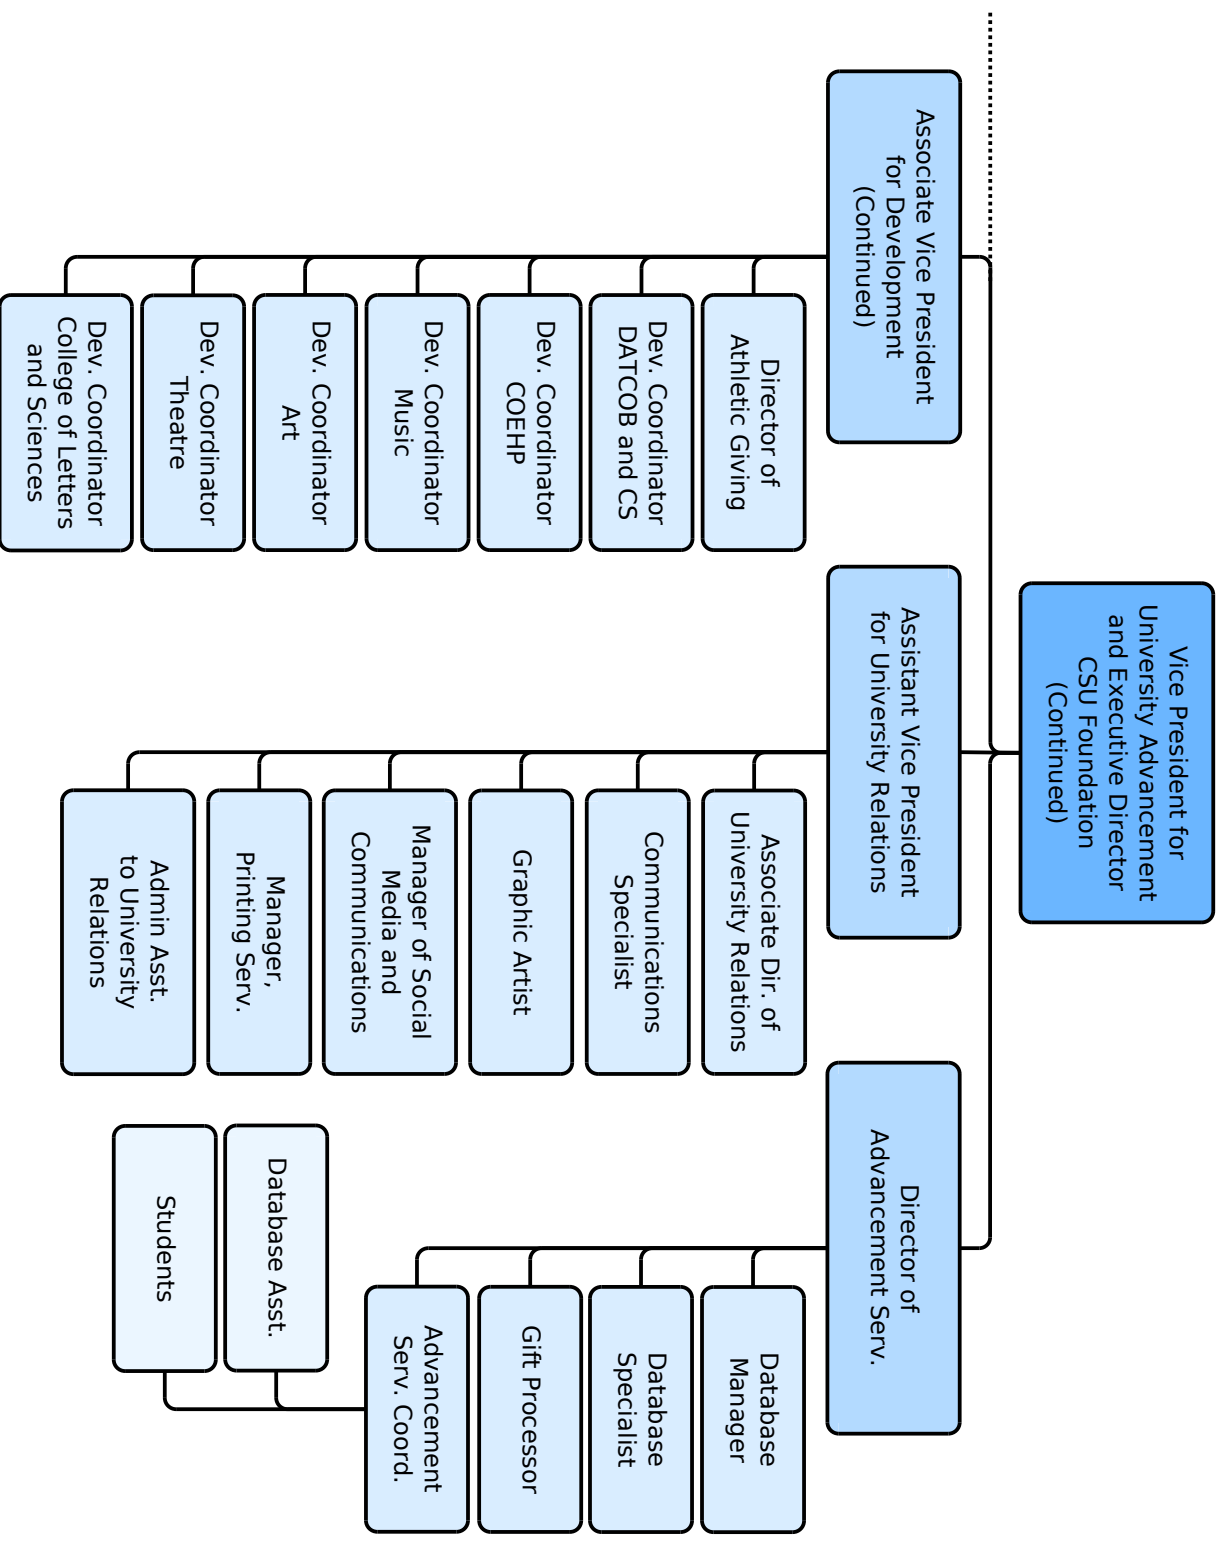 Vice President for
University Advancement
and Executive Director
CSU Foundation
(Continued)
Associate Vice President
for Development
(Continued)
Director of
Athletic Giving
Dev. Coordinator
DATCOB and CS
Dev. Coordinator
COEHP
Dev. Coordinator
Music
Dev. Coordinator
Art
Dev. Coordinator
Theatre
Dev. Coordinator
College of Letters
and Sciences
Assistant Vice President
for University Relations
Associate Dir. of
University Relations
Communications
Specialist
Graphic Artist
Manager of Social
Media and
Communications
Manager,
Printing Serv.
Admin Asst.
to University
Relations
Director of
Advancement Serv.
Database
Manager
Database
Specialist
Gift Processor
Advancement
Serv. Coord.
Database Asst.
Students